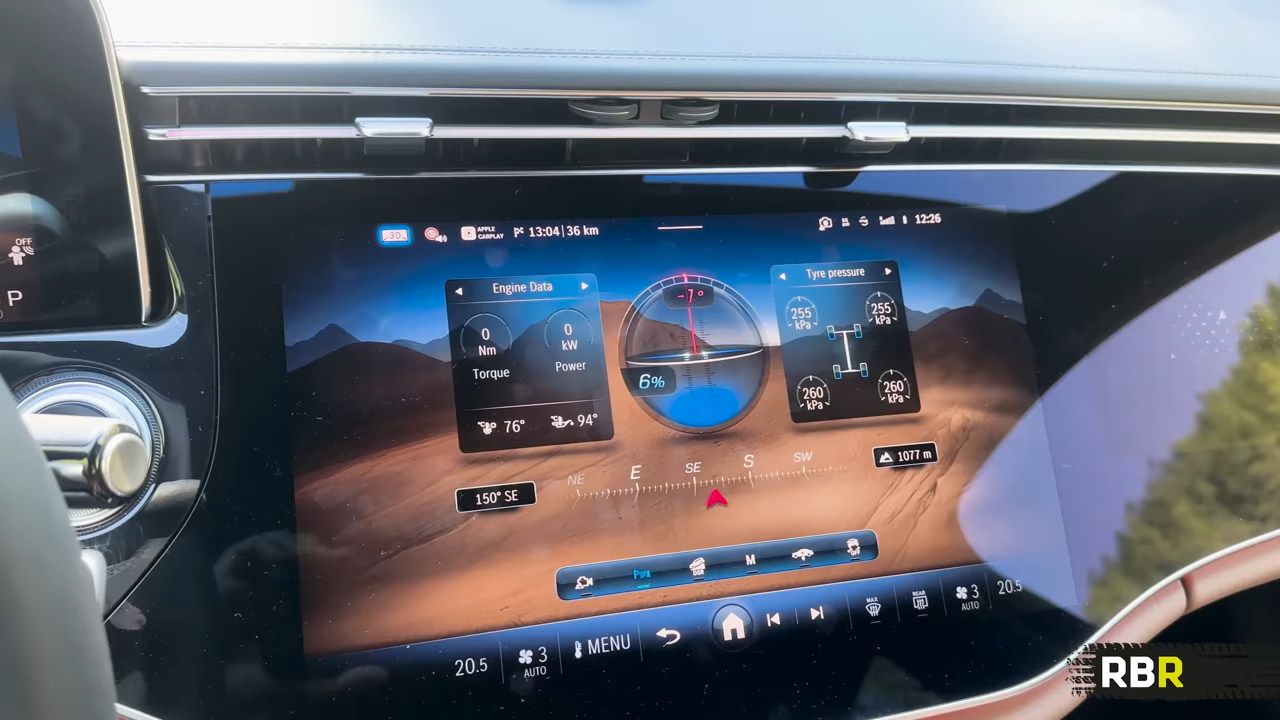 3D APPLE CARPLAY 13:04 | 36 km 12:26
OFF
P
Engine Data
0 Nm
0 kW
Torque
Power
76° 94°
-7°
6%
Tyre pressure
255 kPa
255 kPa
260 kPa
260 kPa
NE E SE S SW W
150° SE
1077 m
DSR M OFF
20.5
3 AUTO
MENU
MAX
REAR
3 AUTO
20.5
RBR